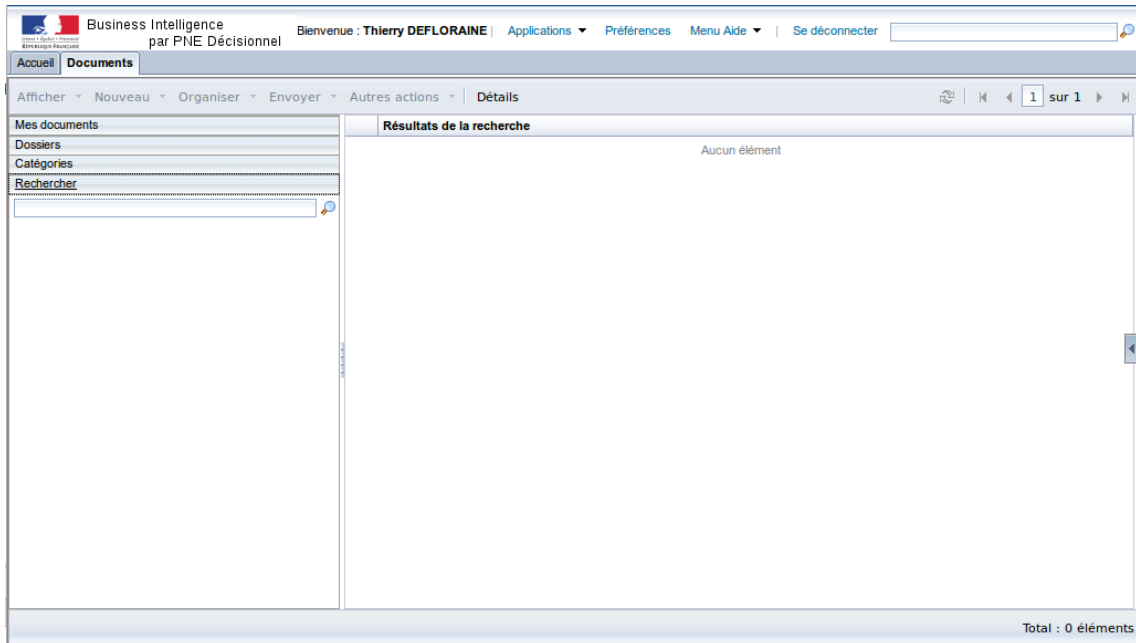 Business Intelligence
par PNE Décisionnel
Bienvenue : Thierry DEFLORAINE | Applications Préférences Menu Aide | Se déconnecter
RÉPUBLIQUE FRANÇAISE
Accueil Documents
Afficher Nouveau Organiser Envoyer Autres actions Détails 1 sur 1
Mes documents
Résultats de la recherche
Dossiers
Aucun élément
Catégories
Rechercher
Total : 0 éléments